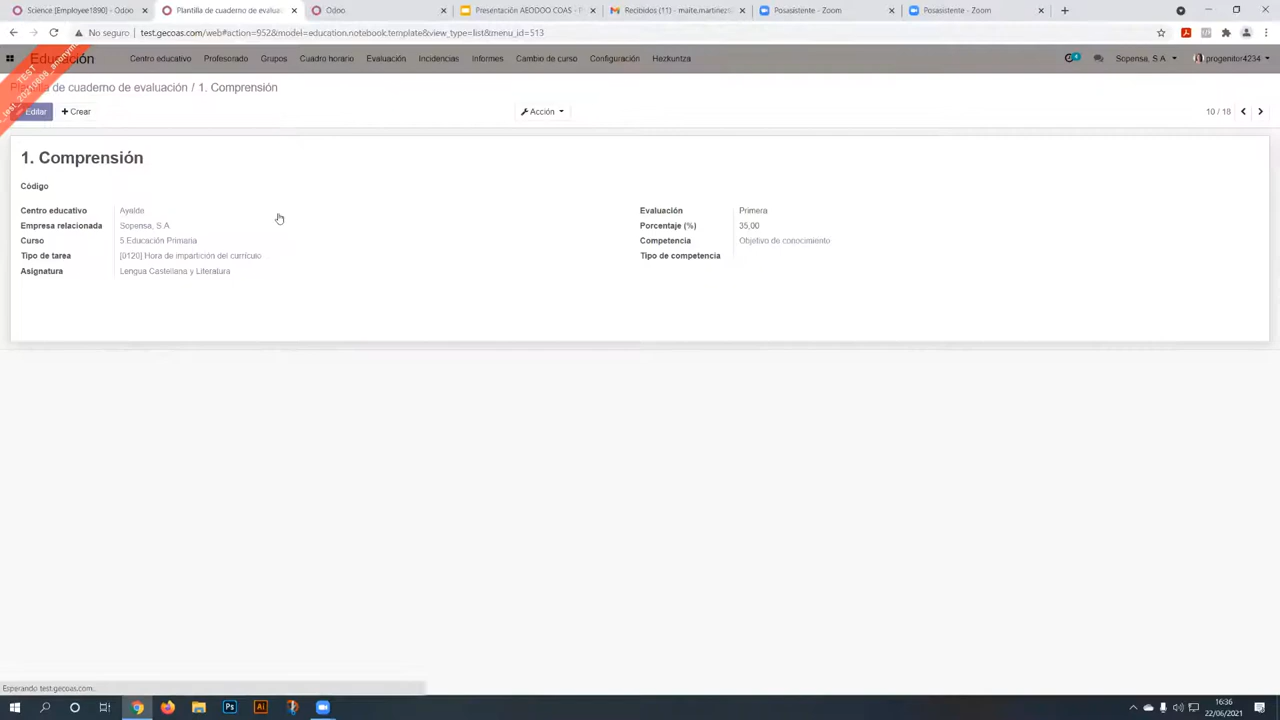 Science [Employee1890] - Odoo
Plantilla de cuaderno de evaluac
Odoo
Presentación AEODOO COAS - P
Recibidos (11) - maite.martinez
Posasistente - Zoom
Posasistente - Zoom
No seguro
test.gecoas.com/web#action=952&model=education.notebook.template&view_type=list&menu_id=513
Educación
Centro educativo
Profesorado
Grupos
Cuadro horario
Evaluación
Incidencias
Informes
Cambio de curso
Configuración
Hezkuntza
4
Sopensa, S.A
progenitor4234
TEST
Plantilla de cuaderno de evaluación / 1. Comprensión
Editar
Crear
Acción
10 / 18
1. Comprensión
Código
Centro educativo Ayalde
Empresa relacionada Sopensa, S.A
Curso 5 Educación Primaria
Tipo de tarea [0120] Hora de impartición del currículo
Asignatura Lengua Castellana y Literatura
Evaluación Primera
Porcentaje (%) 35,00
Competencia Objetivo de conocimiento
Tipo de competencia
Esperando test.gecoas.com...
16:36
22/06/2021